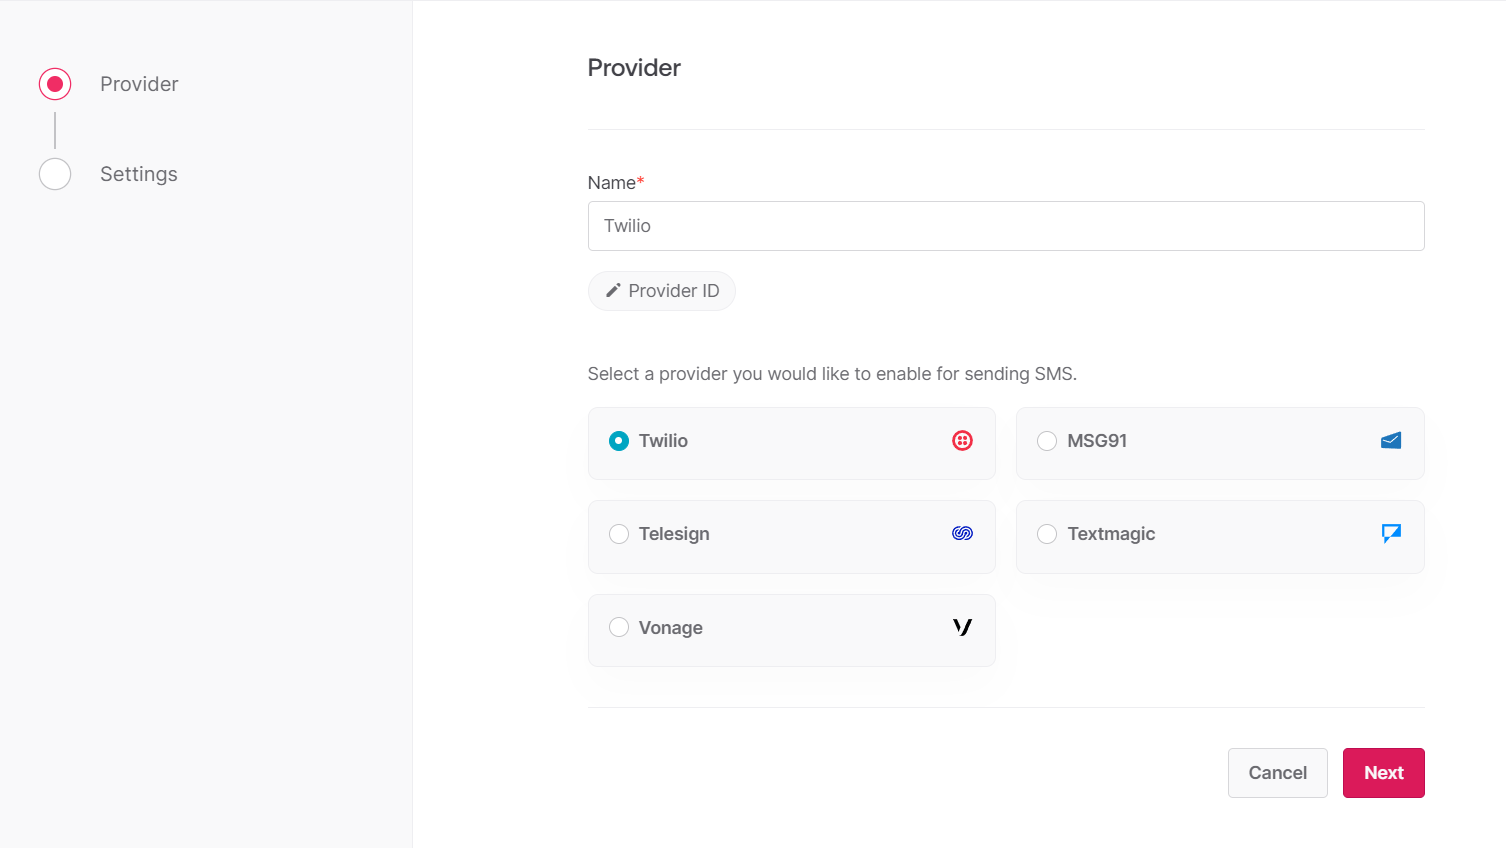 Provider
Settings
Provider
Name*
Twilio
Provider ID
Select a provider you would like to enable for sending SMS.
Twilio
MSG91
Telesign
Textmagic
Vonage
Cancel
Next